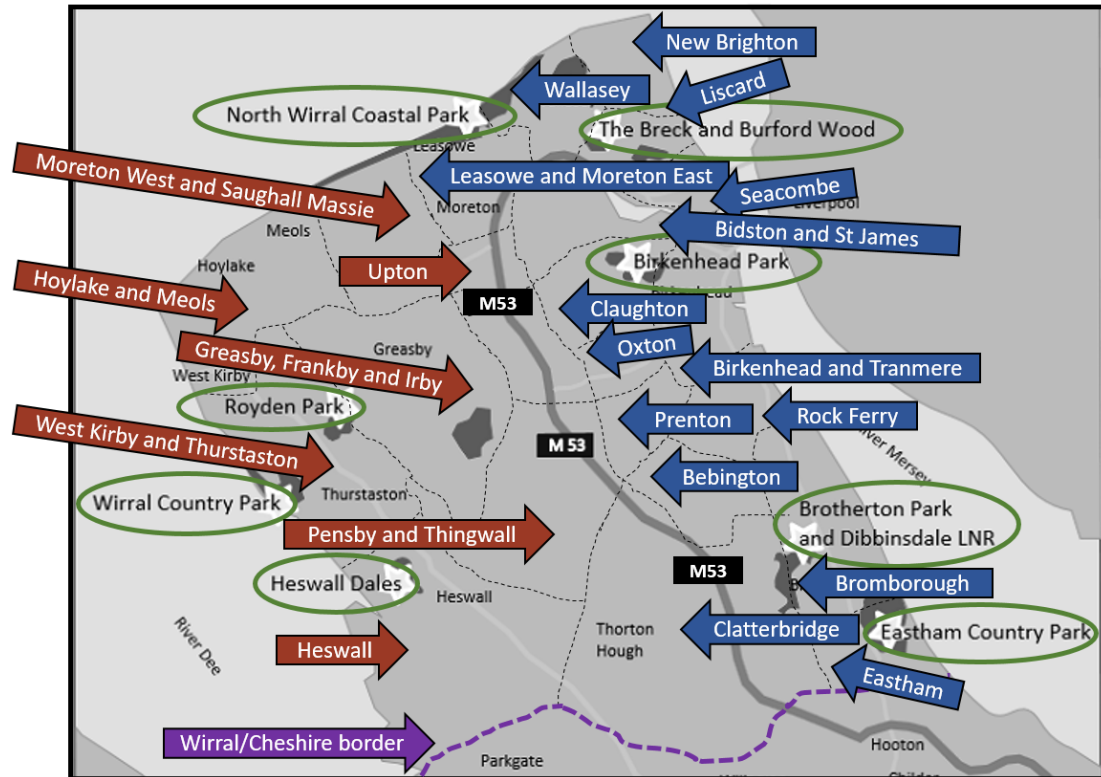 New Brighton
Wallasey
Liscard
North Wirral Coastal Park
The Breck and Burford Wood
Leasowe
Moreton West and Saughall Massie
Leasowe and Moreton East
Seacombe
Liverpool
Moreton
Meols
Bidston and St James
Hoylake
Upton
Birkenhead Park
Hoylake and Meols
M53
Claughton
Greasby, Frankby and Irby
Greasby
Oxton
West Kirby
Birkenhead and Tranmere
Royden Park
Prenton
Rock Ferry
West Kirby and Thurstaston
M 53
River Mersey
Bebington
Wirral Country Park
Thurstaston
Brotherton Park
and Dibbinsdale LNR
Pensby and Thingwall
M53
Heswall Dales
Heswall
Bromborough
River Dee
Thorton
Hough
Clatterbridge
Eastham Country Park
Heswall
Eastham
Wirral/Cheshire border
Hooton
Parkgate